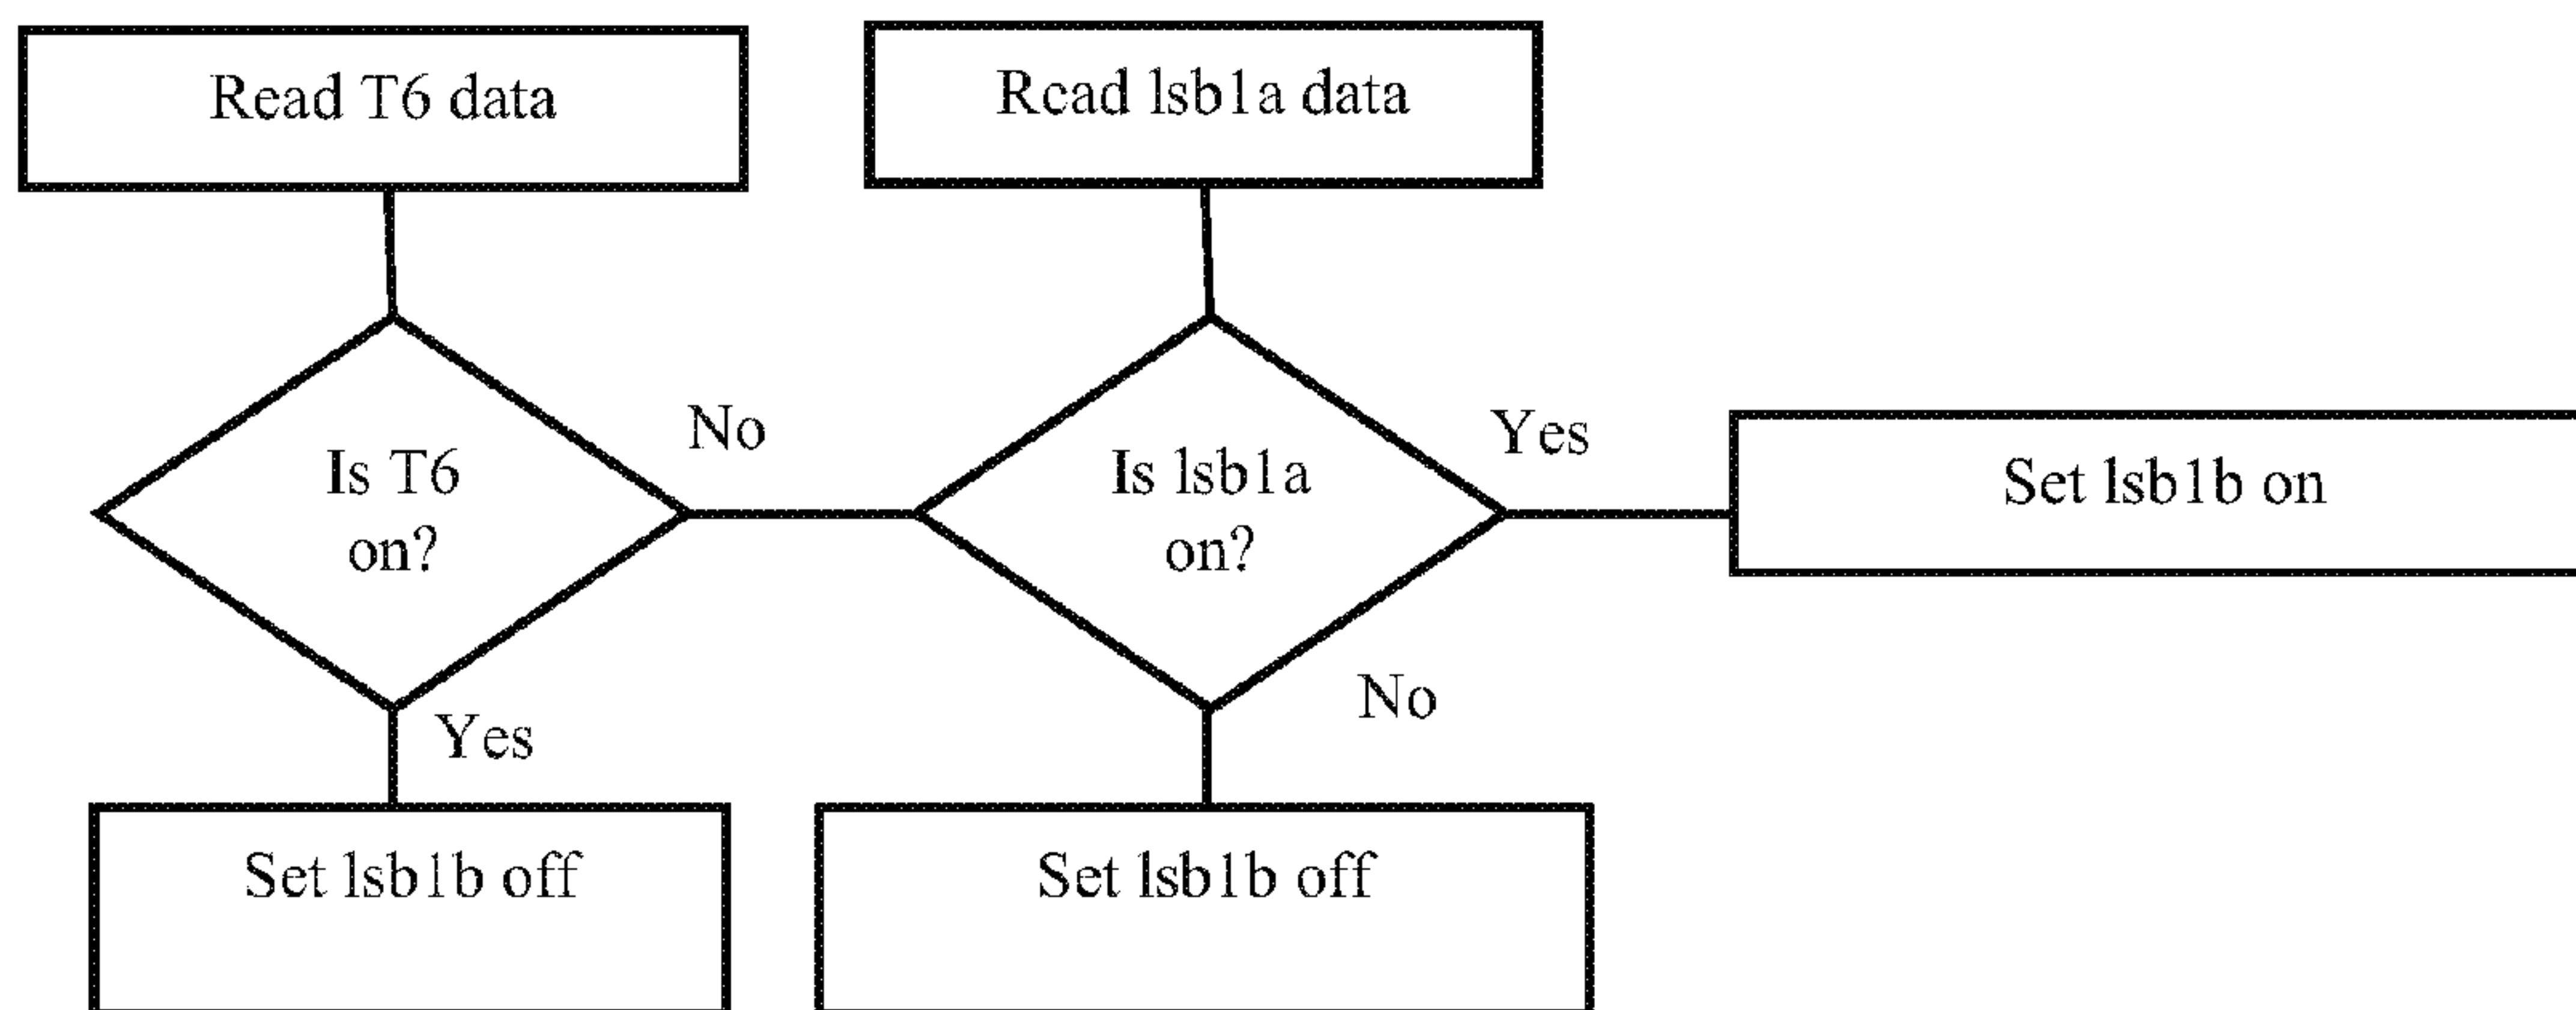 Read T6 data
Read lsb1a data
No
Yes
Is T6
on?
Is lsb1a
on?
Set lsb1b on
No
Yes
Set lsb1b off
Set lsb1b off